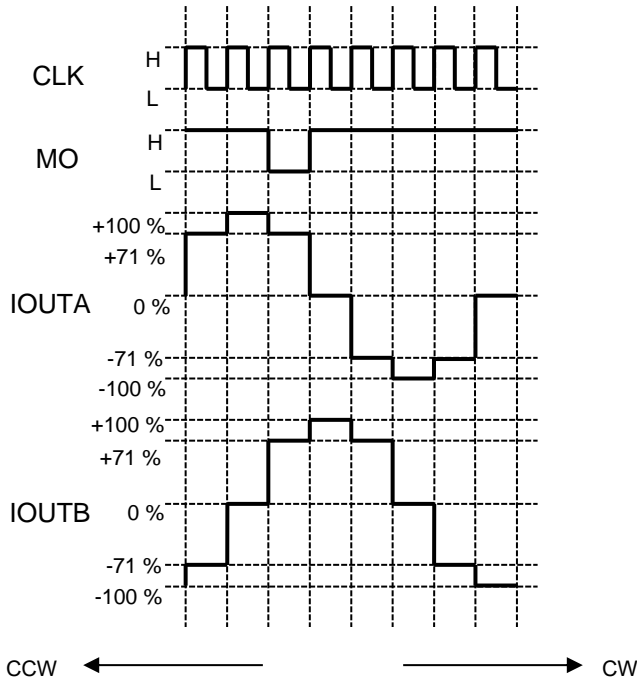 CLK
H
L
MO
H
L
IOUTA
+100 %
+71 %
0 %
-71 %
-100 %
IOUTB
+100 %
+71 %
0 %
-71 %
-100 %
CCW
CW